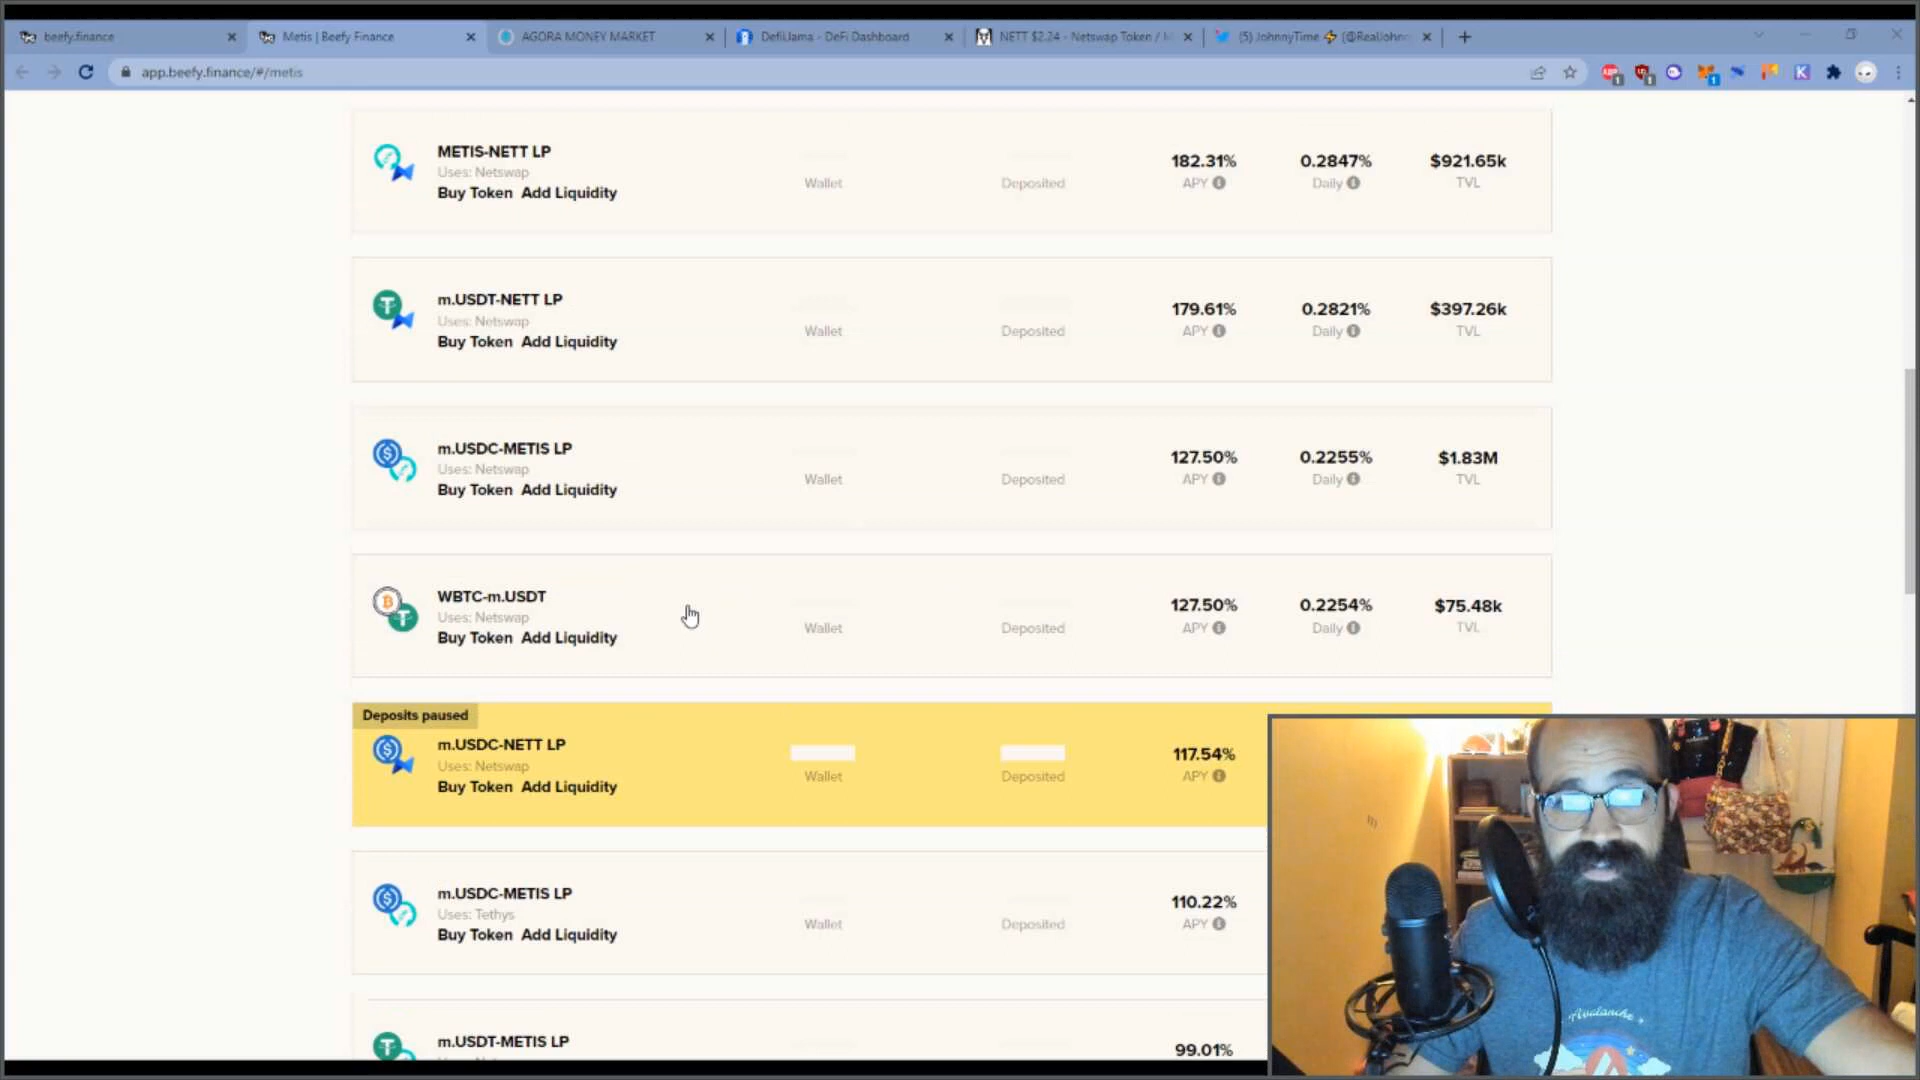 beefy.finance
Metis | Beefy Finance
AGORA MONEY MARKET
DefiLlama - DeFi Dashboard
NETT $2.24 - Netswap Token /
(5) JohnnyTime ⚡ (@RealJohn
app.beefy.finance/#/metis
METIS-NETT LP
Uses: Netswap
Buy Token Add Liquidity
Wallet
Deposited
182.31%
APY
0.2847%
Daily
$921.65k
TVL
m.USDT-NETT LP
Uses: Netswap
Buy Token Add Liquidity
Wallet
Deposited
179.61%
APY
0.2821%
Daily
$397.26k
TVL
m.USDC-METIS LP
Uses: Netswap
Buy Token Add Liquidity
Wallet
Deposited
127.50%
APY
0.2255%
Daily
$1.83M
TVL
WBTC-m.USDT
Uses: Netswap
Buy Token Add Liquidity
Wallet
Deposited
127.50%
APY
0.2254%
Daily
$75.48k
TVL
Deposits paused
m.USDC-NETT LP
Uses: Netswap
Buy Token Add Liquidity
Wallet
Deposited
117.54%
APY
m.USDC-METIS LP
Uses: Tethys
Buy Token Add Liquidity
Wallet
Deposited
110.22%
APY
m.USDT-METIS LP
99.01%
Avalanche